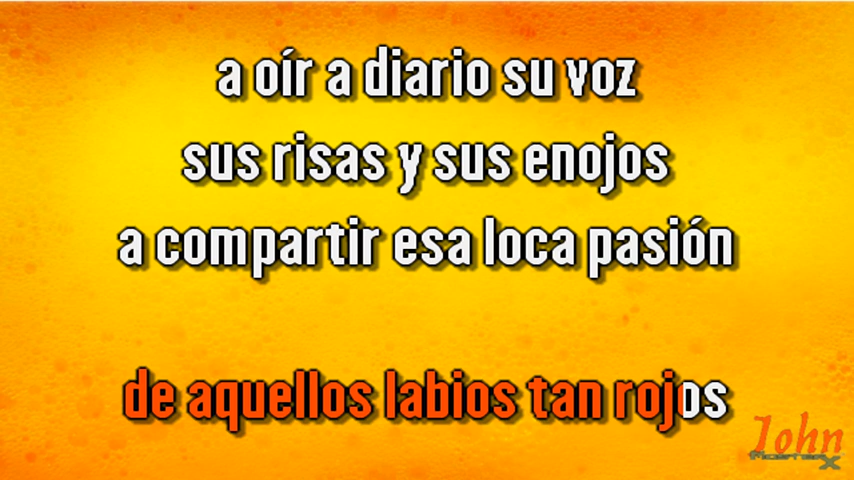 a oír a diario su voz
sus risas y sus enojos
a compartir esa loca pasión
de aquellos labios tan rojos
John